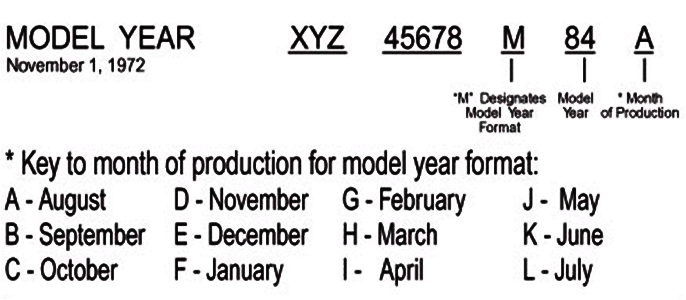 MODEL YEAR XYZ 45678 M 84 A
November 1, 1972
"M" Designates Model Year Format
Model Year
* Month of Production
* Key to month of production for model year format:
A - August D - November G - February J - May
B - September E - December H - March K - June
C - October F - January I - April L - July